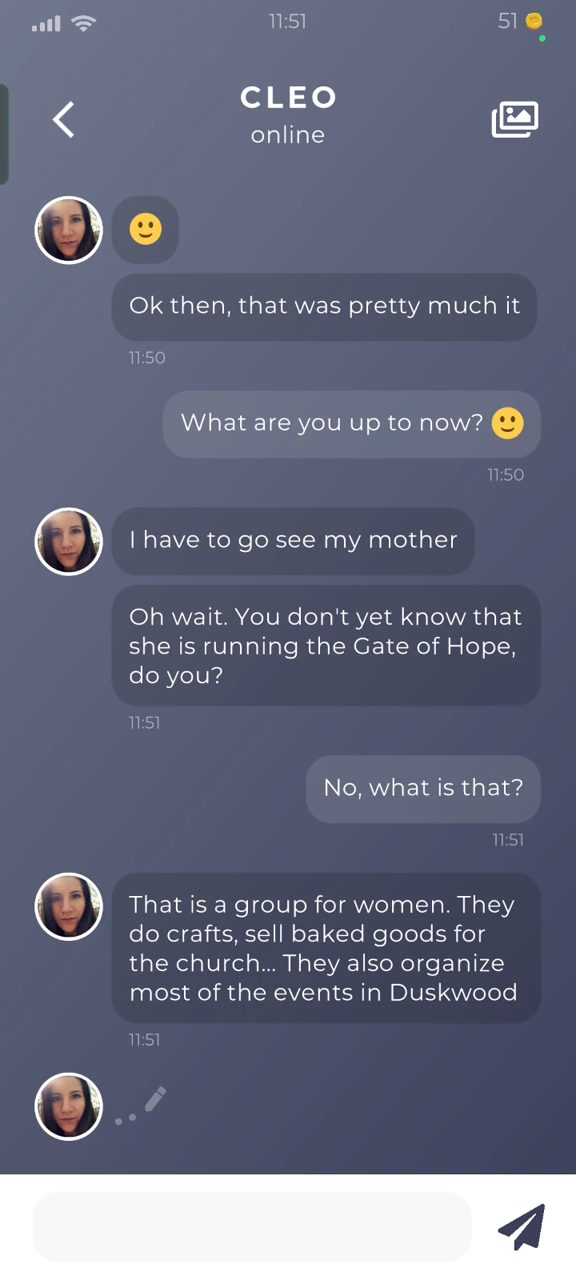 11:51
51
CLEO
online
🙂
Ok then, that was pretty much it
11:50
What are you up to now? 🙂
11:50
I have to go see my mother
Oh wait. You don't yet know that
she is running the Gate of Hope,
do you?
11:51
No, what is that?
11:51
That is a group for women. They
do crafts, sell baked goods for
the church... They also organize
most of the events in Duskwood
11:51